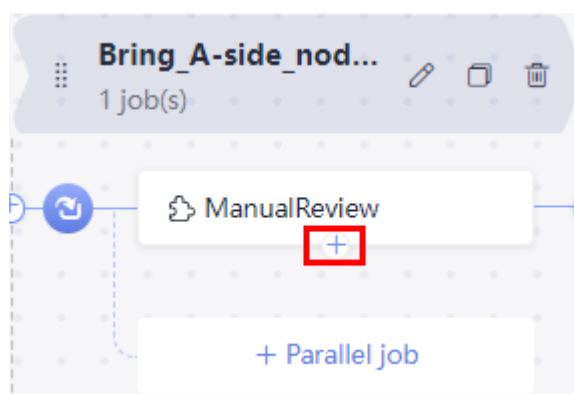 Bring_A-side_nod...
1 job(s)
ManualReview
+
+ Parallel job